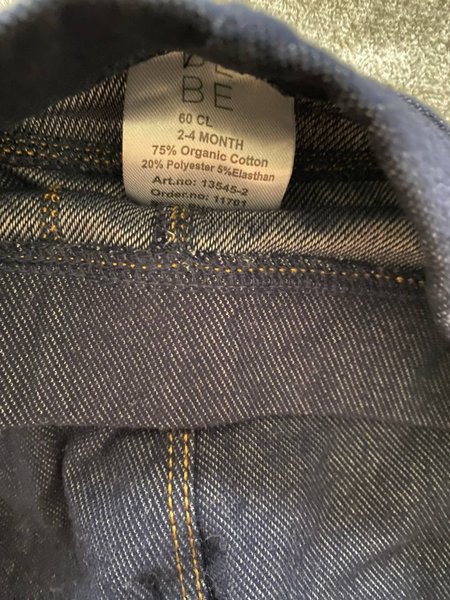 BE
60 CL
2-4 MONTH
75% Organic Cotton
20% Polyester 5%Elasthan
Art.no: 13545-2
Order.no: 11701